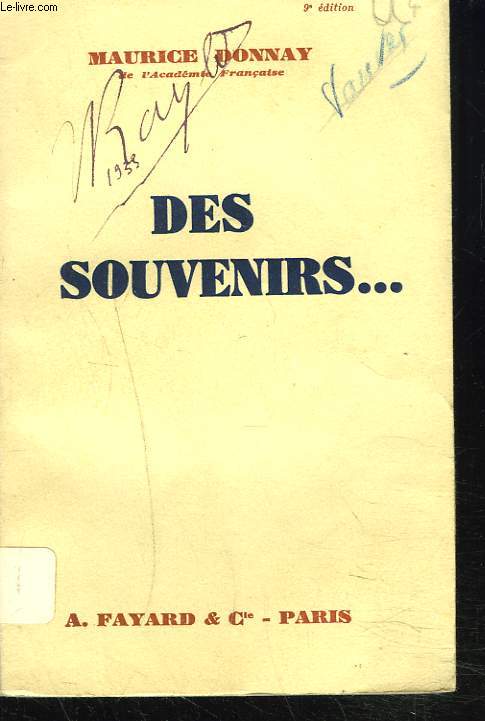 Le-livre.com
9e édition
MAURICE DONNAY
de l'Académie Française
1933
DES
SOUVENIRS...
A. FAYARD & Cie - PARIS